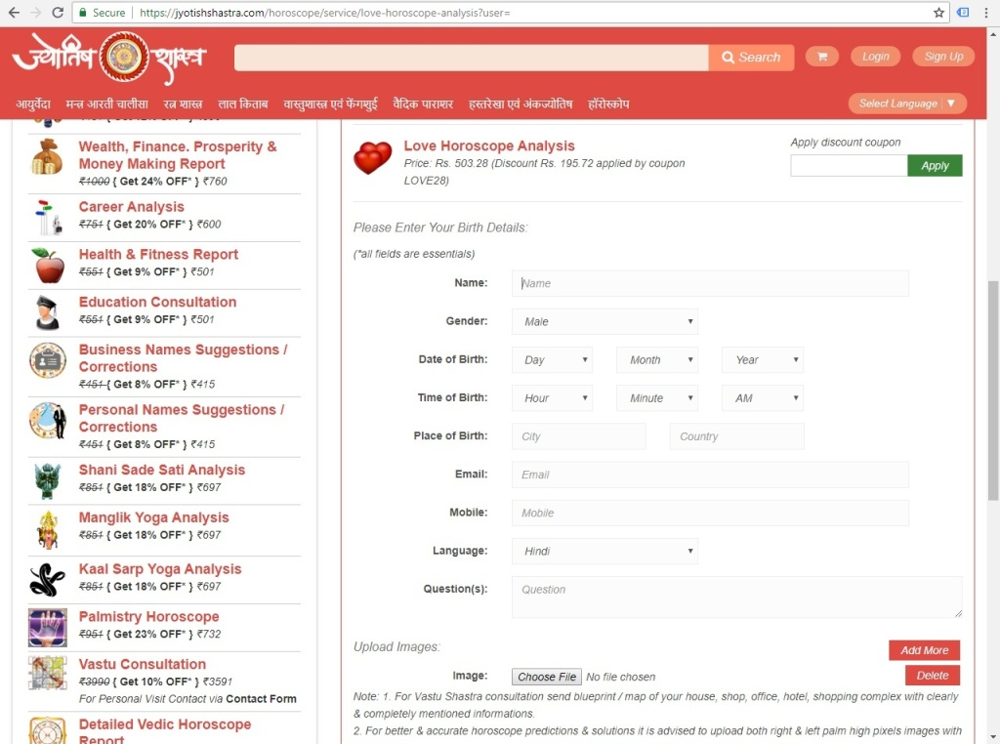 Secure
https://jyotishshastra.com/horoscope/service/love-horoscope-analysis?user=
ज्योतिष शास्त्र
Search
Login
Sign Up
आयुर्वेदा मन्त्र आरती चालीसा रत्न शास्त्र लाल किताब वास्तुशास्त्र एवं फेंगशुई वैदिक पाराशर हस्तरेखा एवं अंकज्योतिष हॉरोस्कोप
Select Language ▼
Wealth, Finance. Prosperity &
Money Making Report
₹1000 { Get 24% OFF* } ₹760
Career Analysis
₹751 { Get 20% OFF* } ₹600
Health & Fitness Report
₹551 { Get 9% OFF* } ₹501
Education Consultation
₹551 { Get 9% OFF* } ₹501
Business Names Suggestions /
Corrections
₹451 { Get 8% OFF* } ₹415
Personal Names Suggestions /
Corrections
₹451 { Get 8% OFF* } ₹415
Shani Sade Sati Analysis
₹851 { Get 18% OFF* } ₹697
Manglik Yoga Analysis
₹851 { Get 18% OFF* } ₹697
Kaal Sarp Yoga Analysis
₹851 { Get 18% OFF* } ₹697
Palmistry Horoscope
₹951 { Get 23% OFF* } ₹732
Vastu Consultation
₹3990 { Get 10% OFF* } ₹3591
For Personal Visit Contact via Contact Form
Detailed Vedic Horoscope
Report
Love Horoscope Analysis
Price: Rs. 503.28 (Discount Rs. 195.72 applied by coupon
LOVE28)
Apply discount coupon
Apply
Please Enter Your Birth Details:
(*all fields are essentials)
Name: Name
Gender: Male
Date of Birth: Day Month Year
Time of Birth: Hour Minute AM
Place of Birth: City Country
Email: Email
Mobile: Mobile
Language: Hindi
Question(s): Question
Upload Images:
Add More
Image: Choose File No file chosen
Delete
Note: 1. For Vastu Shastra consultation send blueprint / map of your house, shop, office, hotel, shopping complex with clearly
& completely mentioned informations.
2. For better & accurate horoscope predictions & solutions it is advised to upload both right & left palm high pixels images with